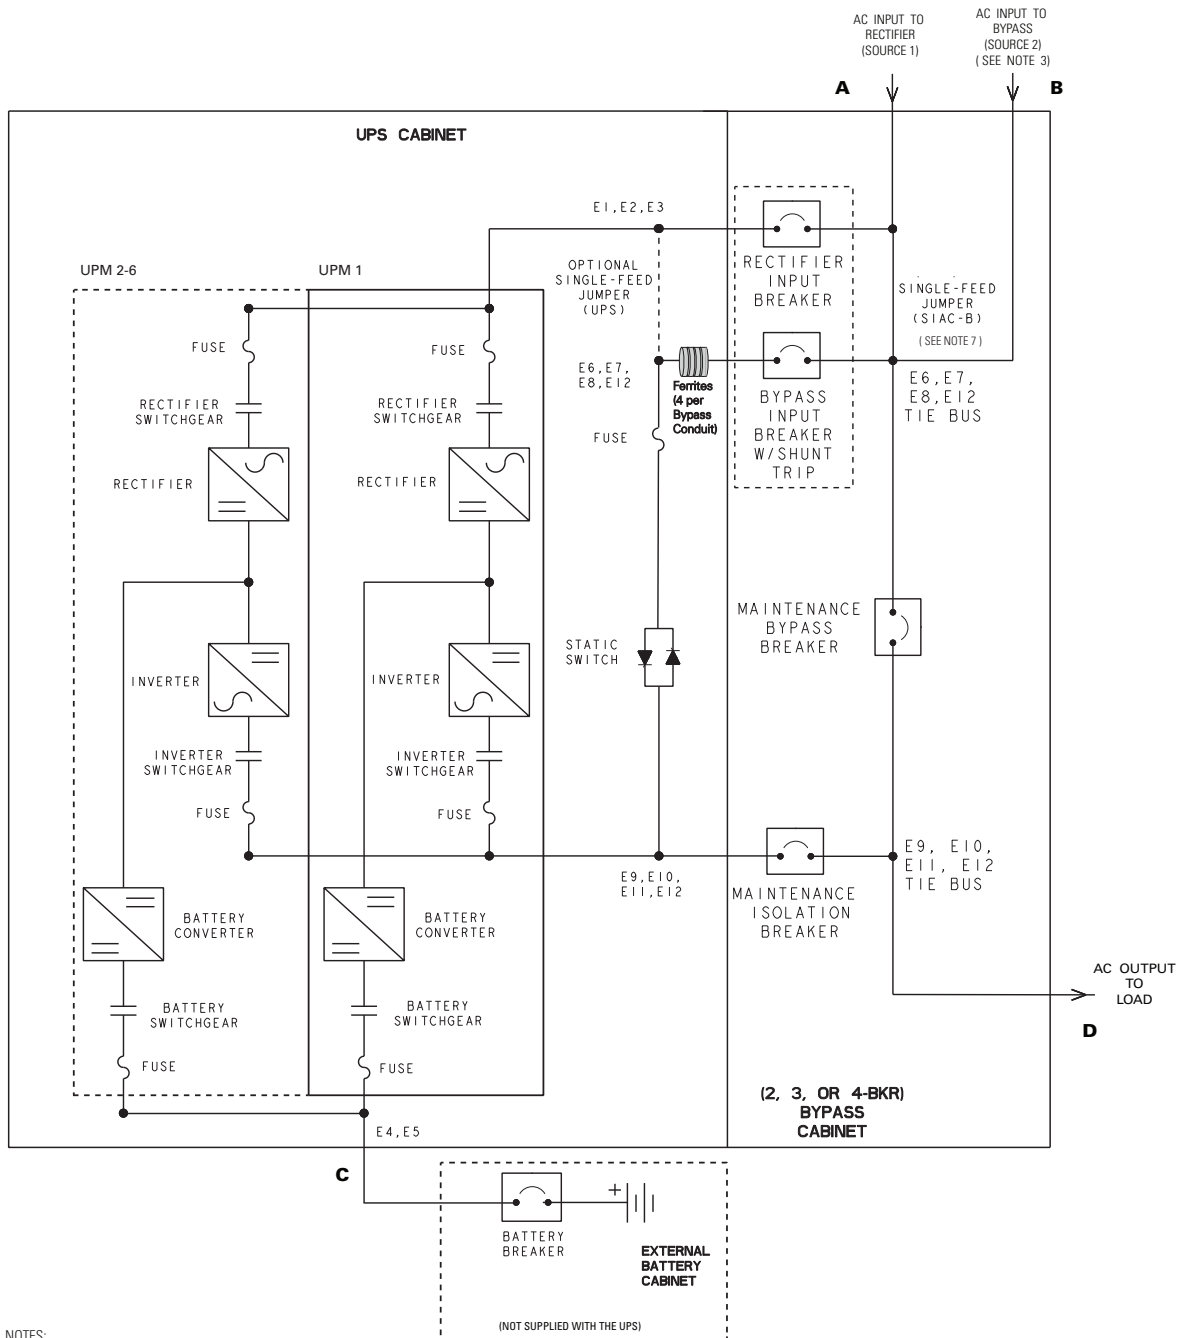 AC INPUT TO
RECTIFIER
(SOURCE 1)
AC INPUT TO
BYPASS
(SOURCE 2)
( SEE NOTE 3)
A
B
UPS CABINET
E1,E2,E3
UPM 2-6
UPM 1
OPTIONAL
SINGLE-FEED
JUMPER
(UPS)
RECTIFIER
INPUT
BREAKER
SINGLE-FEED
JUMPER
(SIAC-B)
( SEE NOTE 7 )
FUSE
FUSE
E6,E7,
E8,E12
Ferrites
(4 per
Bypass
Conduit)
BYPASS
INPUT
BREAKER
W/SHUNT
TRIP
E6,E7,
E8,E12
TIE BUS
RECTIFIER
SWITCHGEAR
RECTIFIER
SWITCHGEAR
FUSE
RECTIFIER
RECTIFIER
MAINTENANCE
BYPASS
BREAKER
STATIC
SWITCH
INVERTER
INVERTER
INVERTER
SWITCHGEAR
INVERTER
SWITCHGEAR
FUSE
FUSE
E9,E10,
E11,E12
E9, E10,
E11, E12
TIE BUS
MAINTENANCE
ISOLATION
BREAKER
BATTERY
CONVERTER
BATTERY
CONVERTER
AC OUTPUT
TO
LOAD
D
BATTERY
SWITCHGEAR
BATTERY
SWITCHGEAR
FUSE
FUSE
(2, 3, OR 4-BKR)
BYPASS
CABINET
E4,E5
C
+
BATTERY
BREAKER
EXTERNAL
BATTERY
CABINET
(NOT SUPPLIED WITH THE UPS)
NOTES: